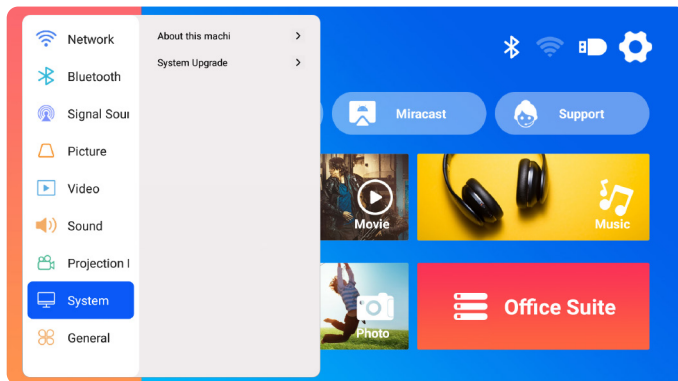 Network
Bluetooth
Signal Sour
Picture
Video
Sound
Projection I
System
General
About this machi
System Upgrade
Miracast
Support
Movie
Music
Photo
Office Suite